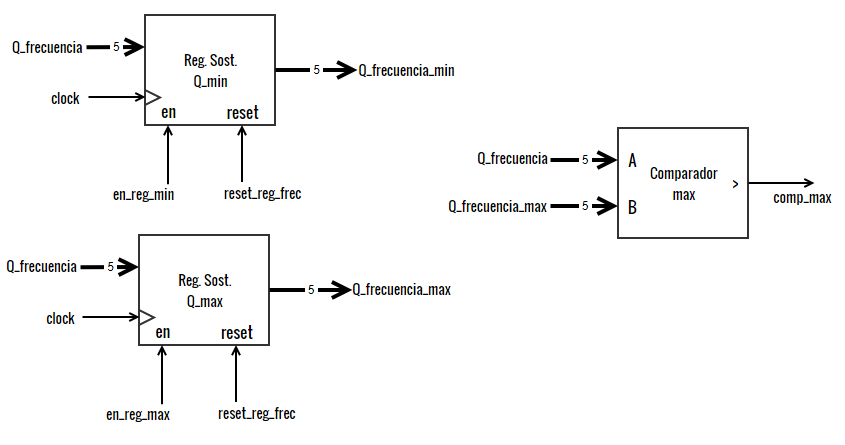 Q_frecuencia
5
Reg. Sost.
Q_min
5
Q_frecuencia_min
clock
en
reset
en_reg_min
reset_reg_frec
Q_frecuencia
5
Reg. Sost.
Q_max
5
Q_frecuencia_max
clock
en
reset
en_reg_max
reset_reg_frec
Q_frecuencia
5
A
Comparador
max
>
Q_frecuencia_max
5
B
comp_max